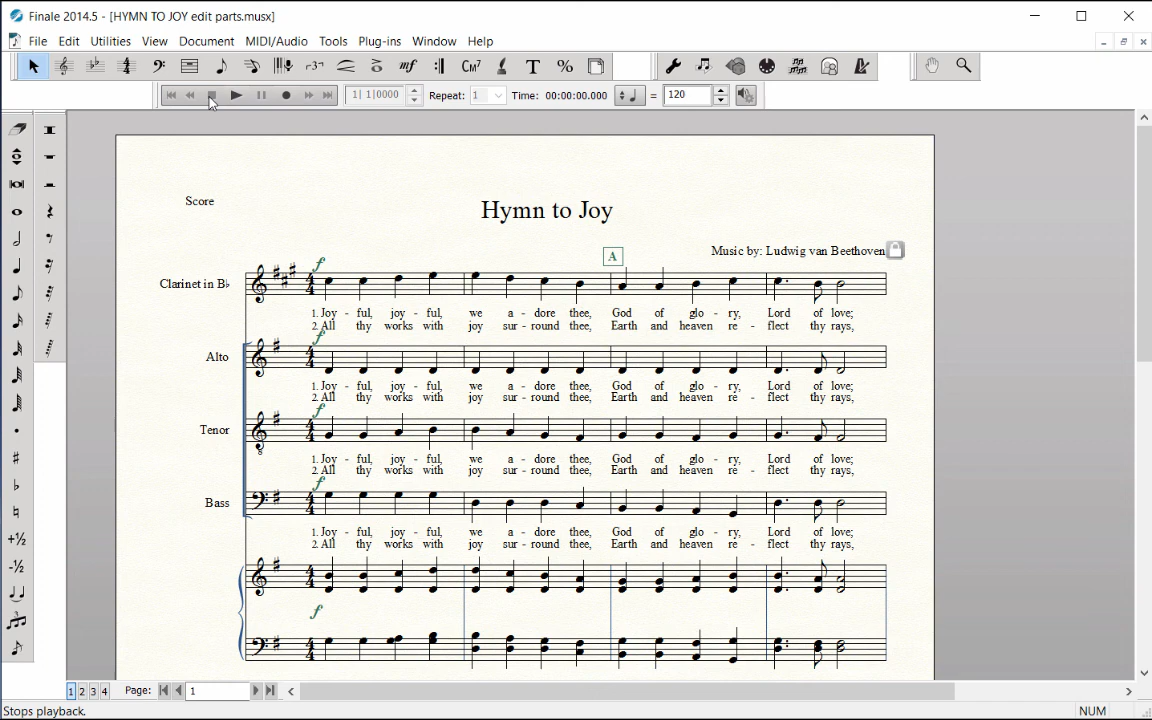 Finale 2014.5 - [HYMN TO JOY edit parts.musx]
File Edit Utilities View Document MIDI/Audio Tools Plug-ins Window Help
CM7 T %
1| 1|0000 Repeat: 1 Time: 00:00:00.000 = 120
Score
Hymn to Joy
A
Music by: Ludwig van Beethoven
f
Clarinet in B♭
1. Joy - ful, joy - ful, we a - dore thee, God of glo - ry, Lord of love;
2. All thy works with joy sur - round thee, Earth and heaven re - flect thy rays,
f
Alto
1. Joy - ful, joy - ful, we a - dore thee, God of glo - ry, Lord of love;
2. All thy works with joy sur - round thee, Earth and heaven re - flect thy rays,
f
Tenor
1. Joy - ful, joy - ful, we a - dore thee, God of glo - ry, Lord of love;
2. All thy works with joy sur - round thee, Earth and heaven re - flect thy rays,
f
Bass
1. Joy - ful, joy - ful, we a - dore thee, God of glo - ry, Lord of love;
2. All thy works with joy sur - round thee, Earth and heaven re - flect thy rays,
f
+½
-½
1 2 3 4 Page: 1
Stops playback. NUM